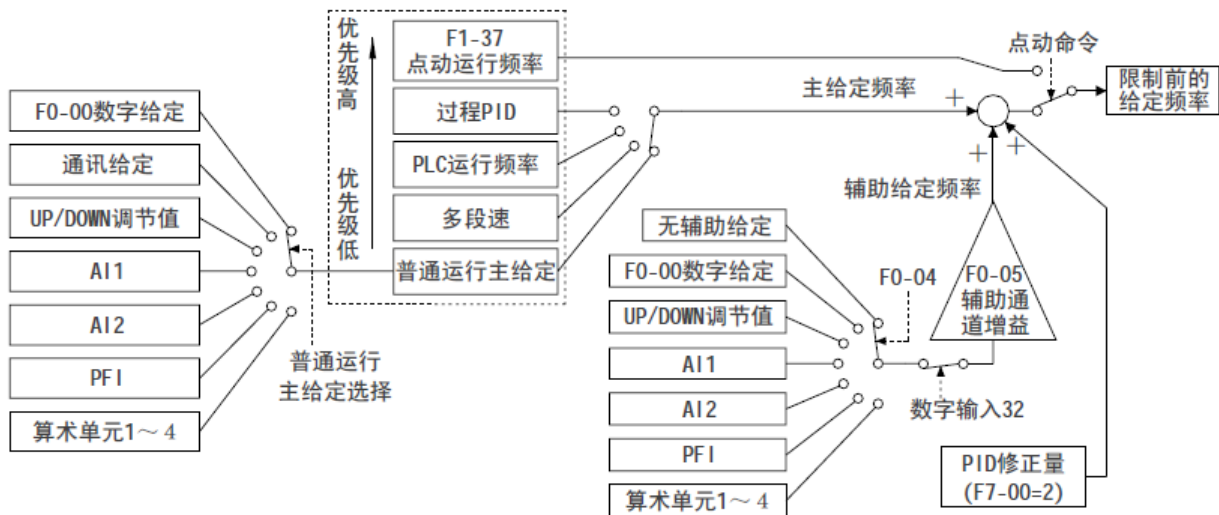 优先级高
优先级低
F1-37
点动运行频率
过程PID
PLC运行频率
多段速
普通运行主给定
F0-00数字给定
通讯给定
UP/DOWN调节值
AI1
AI2
PFI
算术单元1～4
普通运行
主给定选择
主给定频率
点动命令
限制前的
给定频率
+
+
+
辅助给定频率
无辅助给定
F0-00数字给定
UP/DOWN调节值
AI1
AI2
PFI
算术单元1～4
F0-04
F0-05
辅助通
道增益
数字输入32
PID修正量
(F7-00=2)